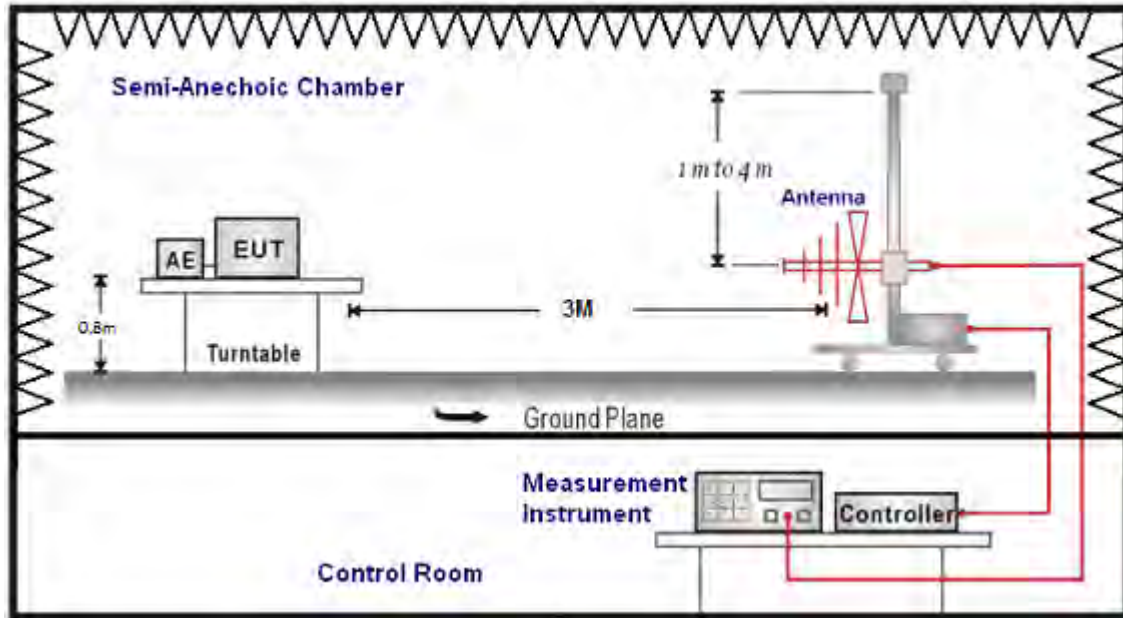 Semi-Anechoic Chamber
1 m to 4 m
Antenna
AE
EUT
3M
0.8m
Turntable
Ground Plane
Measurement
Instrument
Controller
Control Room